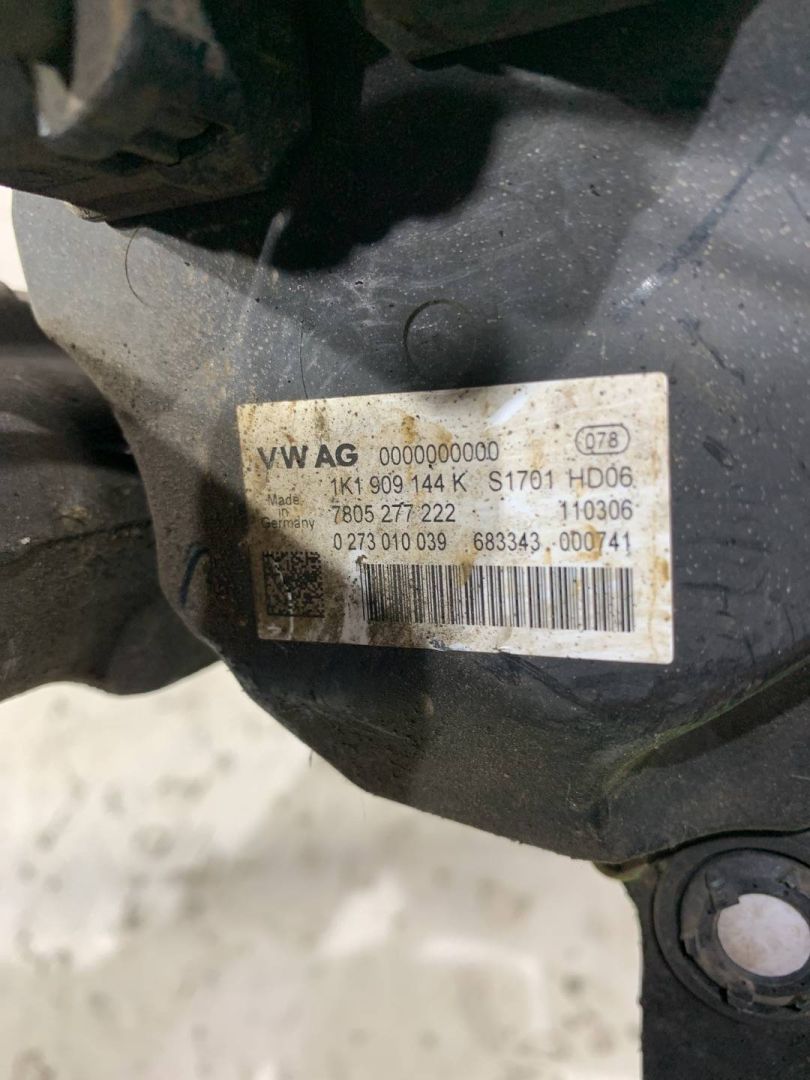 VW AG 0000000000 078
1K1 909 144 K S1701 HD06
Made in Germany
7805 277 222 110306
0 273 010 039 683343 000741